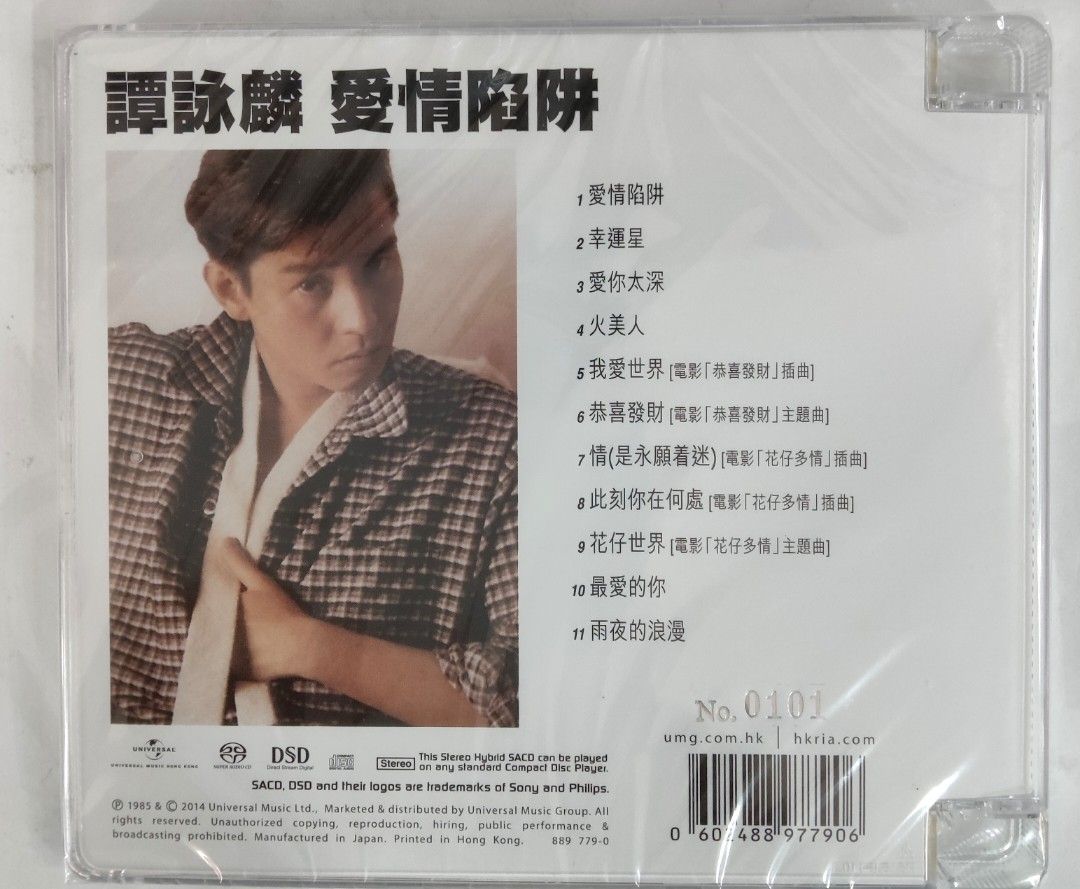 譚詠麟 愛情陷阱
1 愛情陷阱
2 幸運星
3 愛你太深
4 火美人
5 我愛世界 [電影「恭喜發財」插曲]
6 恭喜發財 [電影「恭喜發財」主題曲]
7 情(是永願着迷) [電影「花仔多情」插曲]
8 此刻你在何處 [電影「花仔多情」插曲]
9 花仔世界 [電影「花仔多情」主題曲]
10 最愛的你
11 雨夜的浪漫
No. 0101
umg.com.hk | hkria.com
UNIVERSAL
UNIVERSAL MUSIC HONG KONG
SUPER AUDIO CD
DSD
Direct Stream Digital
Stereo
This Stereo Hybrid SACD can be played
on any standard Compact Disc Player.
SACD, DSD and their logos are trademarks of Sony and Philips.
℗ 1985 & © 2014 Universal Music Ltd., Marketed & distributed by Universal Music Group. All
rights reserved. Unauthorized copying, reproduction, hiring, public performance &
broadcasting prohibited. Manufactured in Japan. Printed in Hong Kong. 889 779-0
0 602488 977906